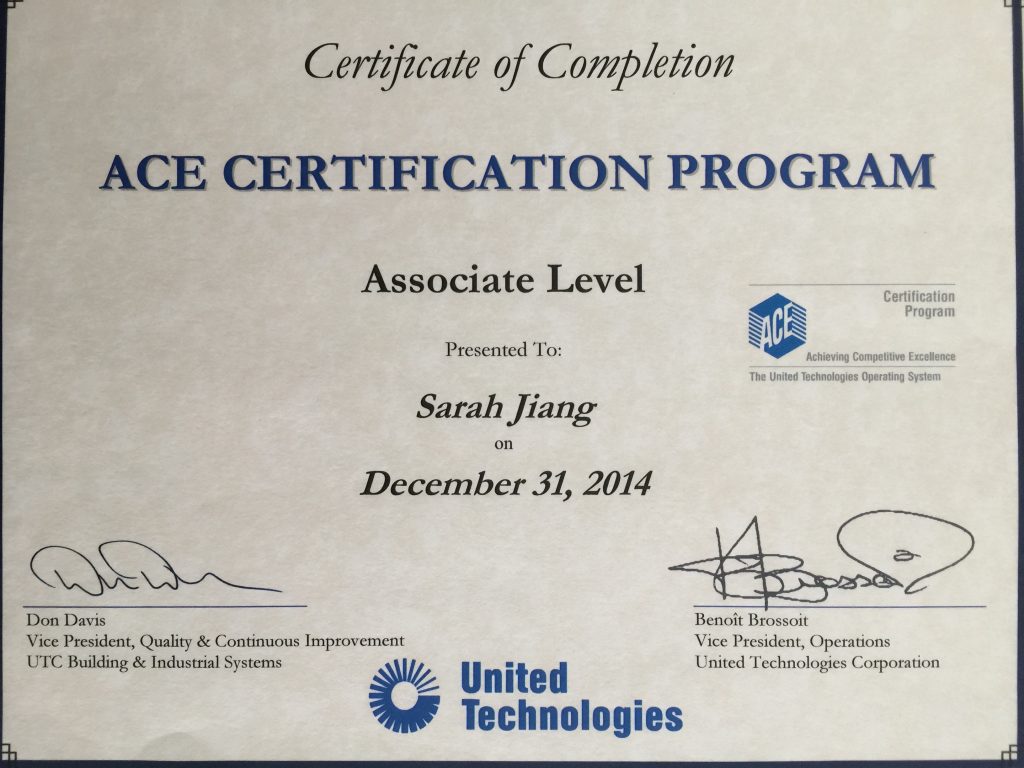 Certificate of Completion
ACE CERTIFICATION PROGRAM
Associate Level
Certification
Program
ACE
Achieving Competitive Excellence
The United Technologies Operating System
Presented To:
Sarah Jiang
on
December 31, 2014
Don Davis
Vice President, Quality & Continuous Improvement
UTC Building & Industrial Systems
Benoît Brossoit
Vice President, Operations
United Technologies Corporation
United
Technologies